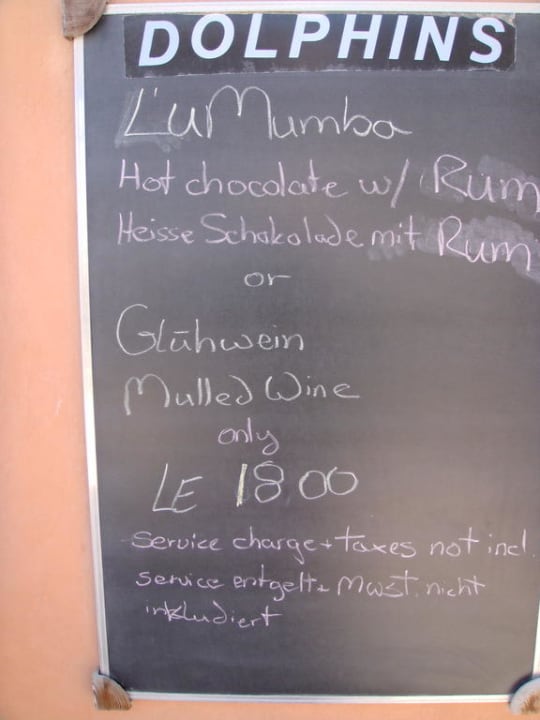 DOLPHINS
L'uMumba
Hot chocolate w/ Rum
Heisse Schokolade mit Rum
or
Glühwein
Mulled Wine
only
LE 18 00
service charge + taxes not incl.
service entgelt + Mwst. nicht
inkludiert